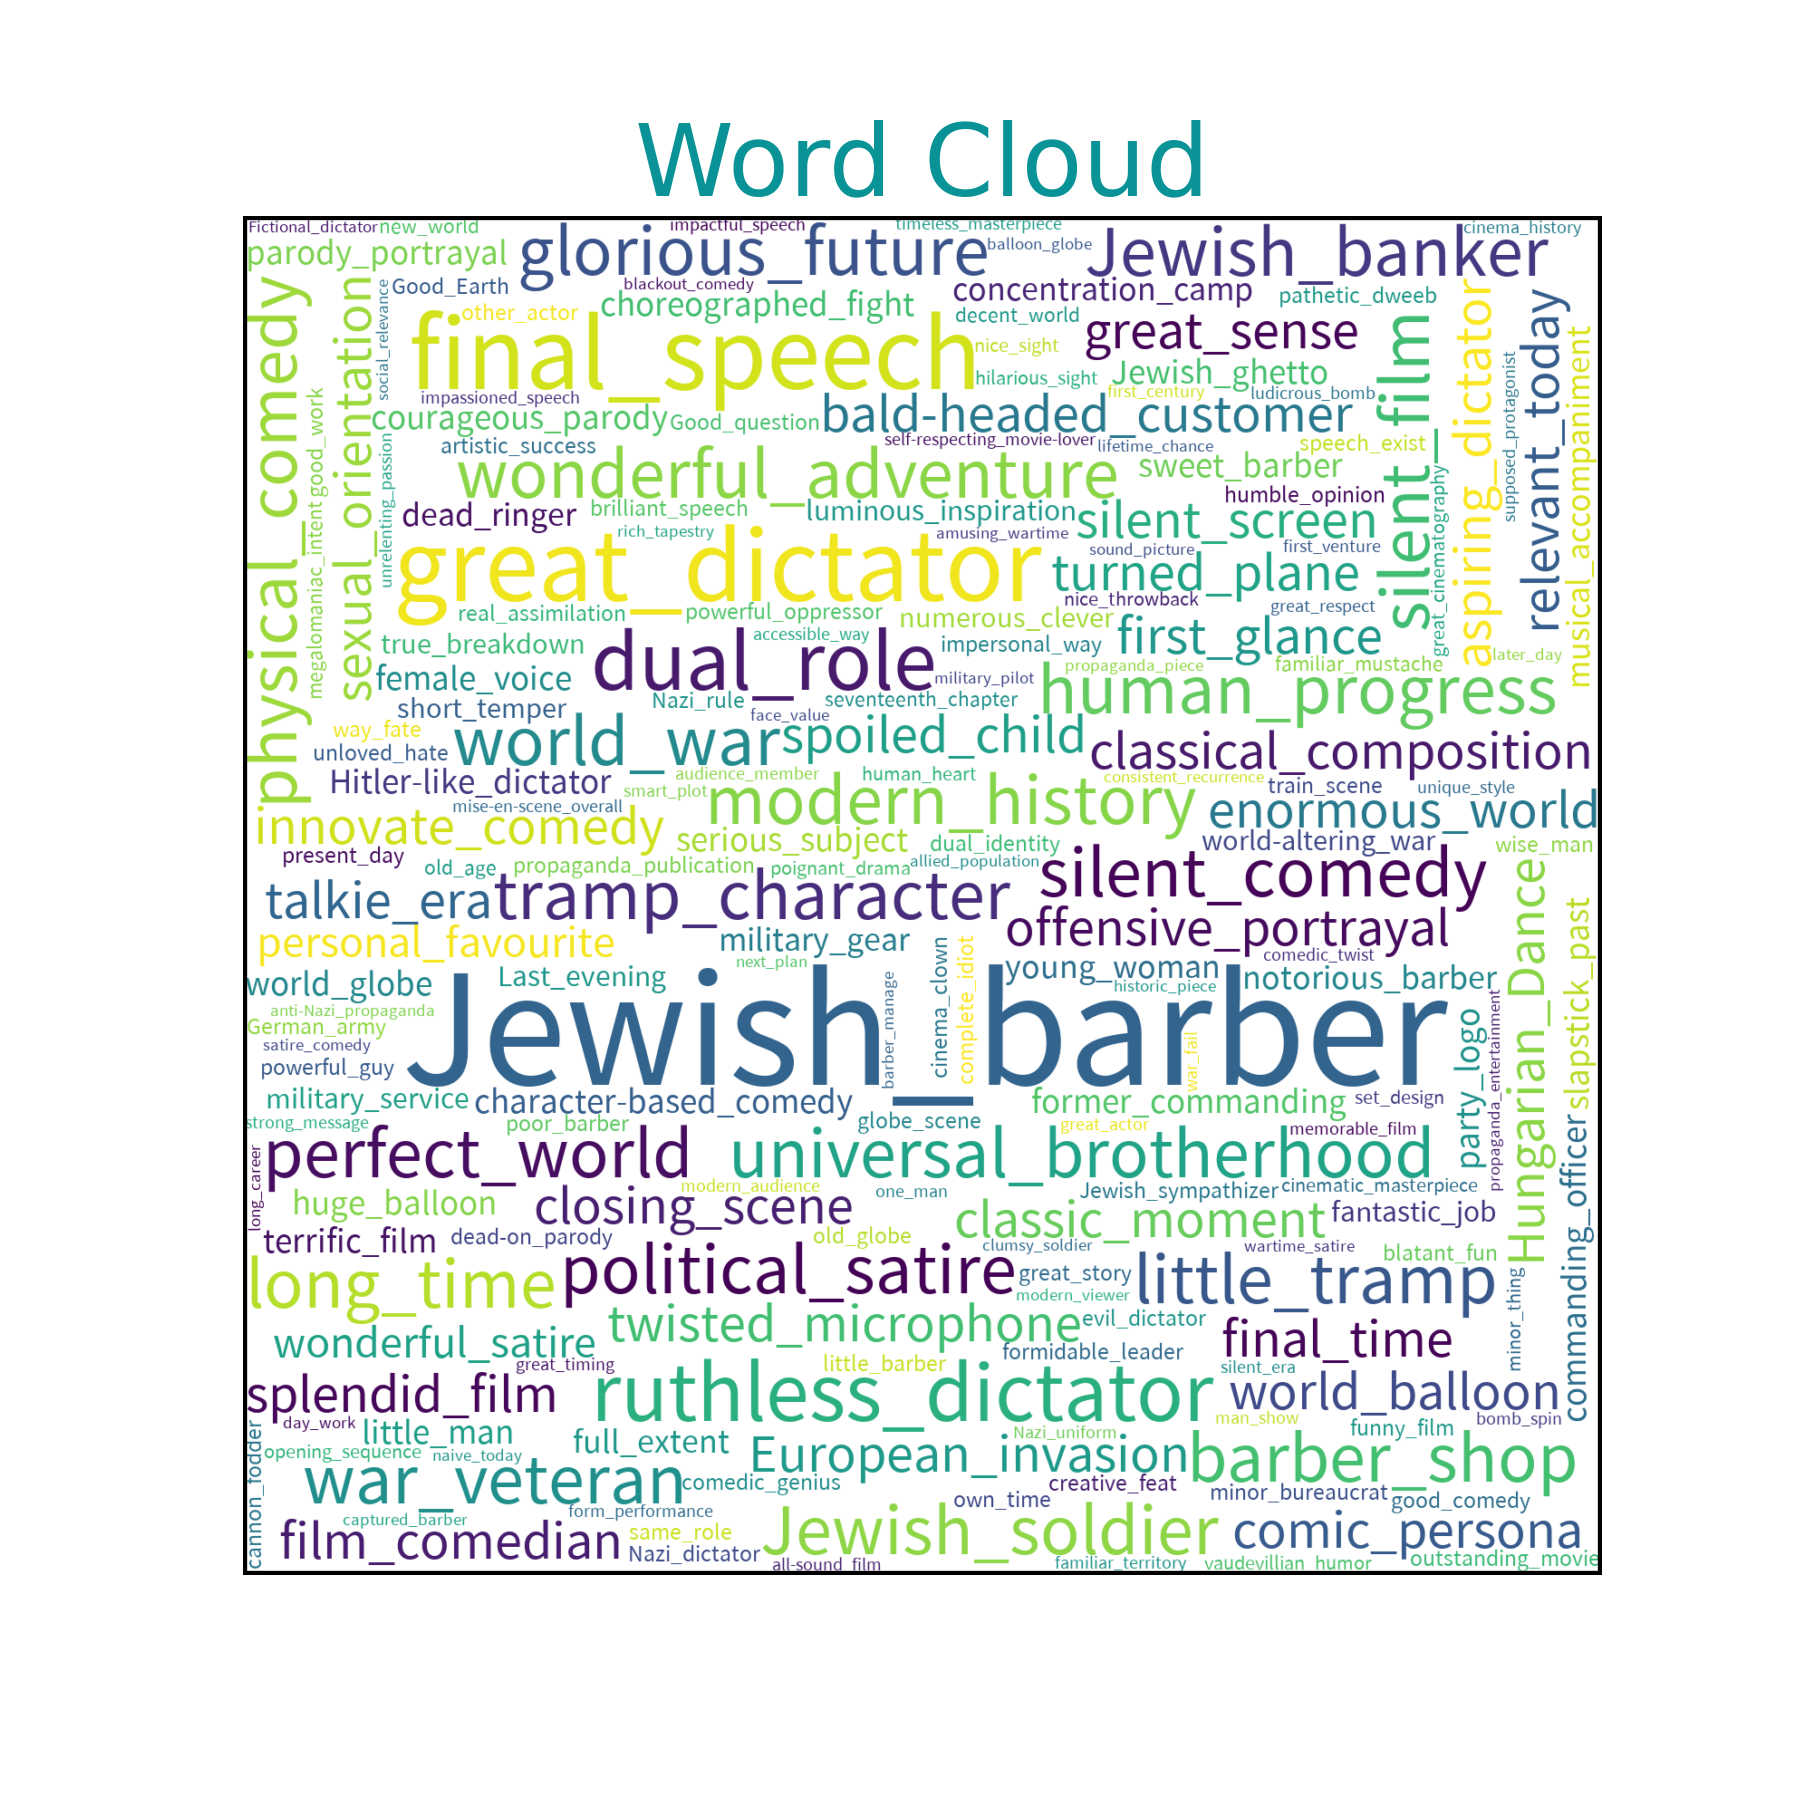 Word Cloud
Fictional_dictator
new_world
impactful_speech
timeless_masterpiece
cinema_history
parody_portrayal
glorious_future
balloon_globe
Jewish_banker
Good_Earth
blackout_comedy
concentration_camp
pathetic_dweeb
physical_comedy
sexual_orientation
social_relevance
other_actor
choreographed_fight
decent_world
great_sense
silent_film
aspiring_dictator
relevant_today
final_speech
nice_sight
musical_accompaniment
hilarious_sight
Jewish_ghetto
supposed_protagonist
impassioned_speech
first_century
ludicrous_bomb
good_work
courageous_parody
Good_question
bald-headed_customer
artistic_success
self-respecting_movie-lover
lifetime_chance
speech_exist
unrelenting_passion
wonderful_adventure
sweet_barber
great_cinematography
megalomaniac_intent
dead_ringer
brilliant_speech
luminous_inspiration
humble_opinion
silent_screen
rich_tapestry
amusing_wartime
great_dictator
sound_picture
first_venture
turned_plane
nice_throwback
great_respect
real_assimilation
powerful_oppressor
numerous_clever
first_glance
true_breakdown
accessible_way
impersonal_way
later_day
dual_role
propaganda_piece
familiar_mustache
female_voice
military_pilot
human_progress
short_temper
Nazi_rule
seventeenth_chapter
way_fate
face_value
unloved_hate
world_war
spoiled_child
classical_composition
Hitler-like_dictator
audience_member
human_heart
consistent_recurrence
train_scene
unique_style
smart_plot
mise-en-scene_overall
modern_history
enormous_world
innovate_comedy
serious_subject
dual_identity
world-altering_war
wise_man
present_day
old_age
propaganda_publication
poignant_drama
allied_population
silent_comedy
Hungarian_Dance
talkie_era
tramp_character
offensive_portrayal
slapstick_past
personal_favourite
military_gear
cinema_clown
complete_idiot
comedic_twist
next_plan
young_woman
world_globe
Last_evening
barber_manage
historic_piece
notorious_barber
anti-Nazi_propaganda
propaganda_entertainment
German_army
Jewish_barber
party_logo
satire_comedy
war_fail
powerful_guy
military_service
character-based_comedy
former_commanding
set_design
strong_message
poor_barber
globe_scene
great_actor
memorable_film
commanding_officer
long_career
perfect_world
universal_brotherhood
modern_audience
one_man
Jewish_sympathizer
cinematic_masterpiece
huge_balloon
closing_scene
classic_moment
fantastic_job
terrific_film
dead-on_parody
old_globe
clumsy_soldier
wartime_satire
blatant_fun
long_time
political_satire
great_story
little_tramp
minor_thing
modern_viewer
twisted_microphone
evil_dictator
wonderful_satire
final_time
great_timing
little_barber
formidable_leader
silent_era
splendid_film
ruthless_dictator
world_balloon
day_work
man_show
bomb_spin
cannon_fodder
little_man
full_extent
Nazi_uniform
funny_film
opening_sequence
naive_today
European_invasion
barber_shop
war_veteran
comedic_genius
creative_feat
minor_bureaucrat
good_comedy
own_time
form_performance
captured_barber
film_comedian
same_role
Jewish_soldier
comic_persona
Nazi_dictator
all-sound_film
familiar_territory
vaudevillian_humor
outstanding_movie